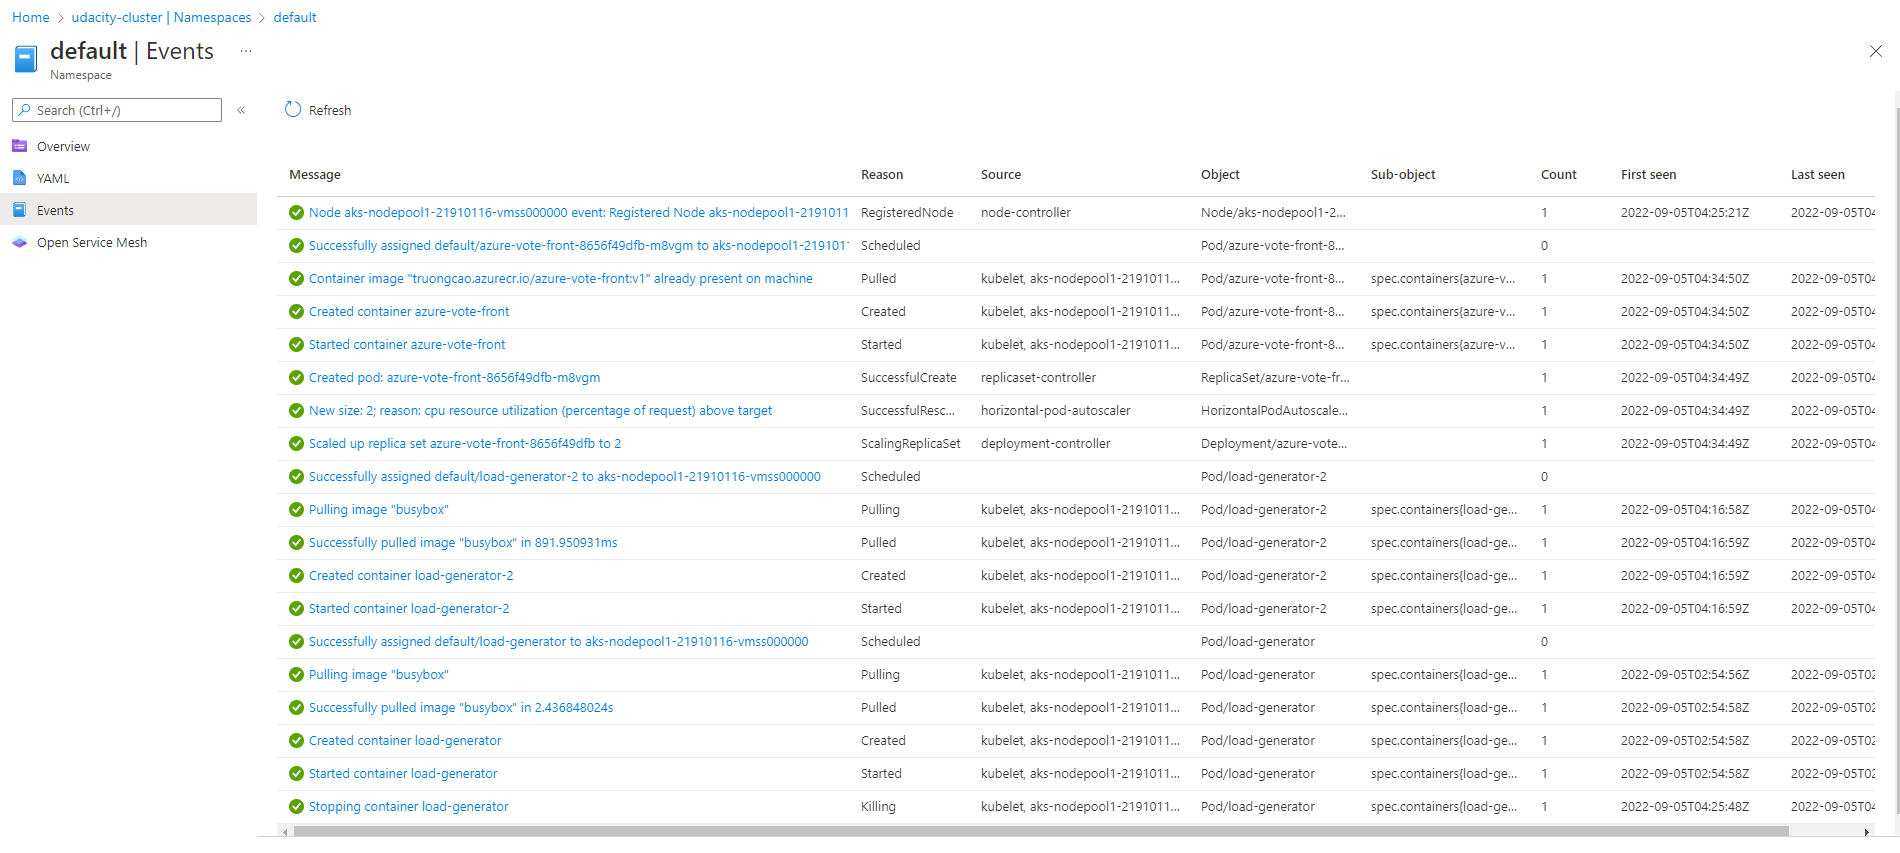 Home > udacity-cluster | Namespaces > default
default | Events ...
Namespace
Search (Ctrl+/) «
Refresh
Overview
YAML
Events
Open Service Mesh
Message Reason Source Object Sub-object Count First seen Last seen
Node aks-nodepool1-21910116-vmss000000 event: Registered Node aks-nodepool1-2191011 RegisteredNode node-controller Node/aks-nodepool1-2... 1 2022-09-05T04:25:21Z 2022-09-05T04
Successfully assigned default/azure-vote-front-8656f49dfb-m8vgm to aks-nodepool1-2191011 Scheduled Pod/azure-vote-front-8... 0
Container image "truongcao.azurecr.io/azure-vote-front:v1" already present on machine Pulled kubelet, aks-nodepool1-2191011... Pod/azure-vote-front-8... spec.containers{azure-v... 1 2022-09-05T04:34:50Z 2022-09-05T04
Created container azure-vote-front Created kubelet, aks-nodepool1-2191011... Pod/azure-vote-front-8... spec.containers{azure-v... 1 2022-09-05T04:34:50Z 2022-09-05T04
Started container azure-vote-front Started kubelet, aks-nodepool1-2191011... Pod/azure-vote-front-8... spec.containers{azure-v... 1 2022-09-05T04:34:50Z 2022-09-05T04
Created pod: azure-vote-front-8656f49dfb-m8vgm SuccessfulCreate replicaset-controller ReplicaSet/azure-vote-fr... 1 2022-09-05T04:34:49Z 2022-09-05T04
New size: 2; reason: cpu resource utilization (percentage of request) above target SuccessfulResc... horizontal-pod-autoscaler HorizontalPodAutoscale... 1 2022-09-05T04:34:49Z 2022-09-05T04
Scaled up replica set azure-vote-front-8656f49dfb to 2 ScalingReplicaSet deployment-controller Deployment/azure-vote... 1 2022-09-05T04:34:49Z 2022-09-05T04
Successfully assigned default/load-generator-2 to aks-nodepool1-21910116-vmss000000 Scheduled Pod/load-generator-2 0
Pulling image "busybox" Pulling kubelet, aks-nodepool1-2191011... Pod/load-generator-2 spec.containers{load-ge... 1 2022-09-05T04:16:58Z 2022-09-05T04
Successfully pulled image "busybox" in 891.950931ms Pulled kubelet, aks-nodepool1-2191011... Pod/load-generator-2 spec.containers{load-ge... 1 2022-09-05T04:16:59Z 2022-09-05T04
Created container load-generator-2 Created kubelet, aks-nodepool1-2191011... Pod/load-generator-2 spec.containers{load-ge... 1 2022-09-05T04:16:59Z 2022-09-05T04
Started container load-generator-2 Started kubelet, aks-nodepool1-2191011... Pod/load-generator-2 spec.containers{load-ge... 1 2022-09-05T04:16:59Z 2022-09-05T04
Successfully assigned default/load-generator to aks-nodepool1-21910116-vmss000000 Scheduled Pod/load-generator 0
Pulling image "busybox" Pulling kubelet, aks-nodepool1-2191011... Pod/load-generator spec.containers{load-ge... 1 2022-09-05T02:54:56Z 2022-09-05T02
Successfully pulled image "busybox" in 2.436848024s Pulled kubelet, aks-nodepool1-2191011... Pod/load-generator spec.containers{load-ge... 1 2022-09-05T02:54:58Z 2022-09-05T02
Created container load-generator Created kubelet, aks-nodepool1-2191011... Pod/load-generator spec.containers{load-ge... 1 2022-09-05T02:54:58Z 2022-09-05T02
Started container load-generator Started kubelet, aks-nodepool1-2191011... Pod/load-generator spec.containers{load-ge... 1 2022-09-05T02:54:58Z 2022-09-05T02
Stopping container load-generator Killing kubelet, aks-nodepool1-2191011... Pod/load-generator spec.containers{load-ge... 1 2022-09-05T04:25:48Z 2022-09-05T04